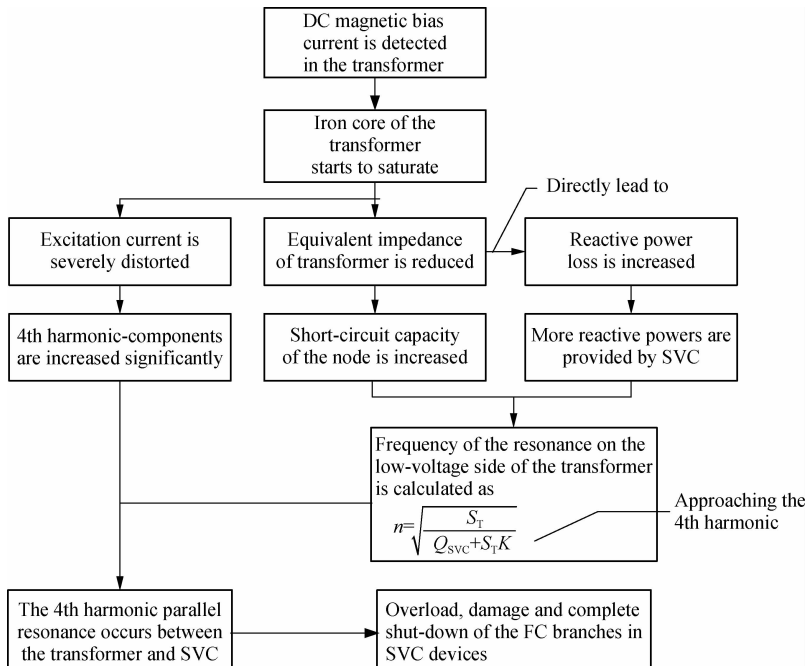 DC magnetic bias
current is detected
in the transformer
Iron core of the
transformer
starts to saturate
Directly lead to
Excitation current is
severely distorted
Equivalent impedance
of transformer is reduced
Reactive power
loss is increased
4th harmonic-components
are increased significantly
Short-circuit capacity
of the node is increased
More reactive powers are
provided by SVC
Frequency of the resonance on the
low-voltage side of the transformer
is calculated as
n=√(S_T/(Q_SVC+S_T K))
Approaching the
4th harmonic
The 4th harmonic parallel
resonance occurs between
the transformer and SVC
Overload, damage and complete
shut-down of the FC branches in
SVC devices